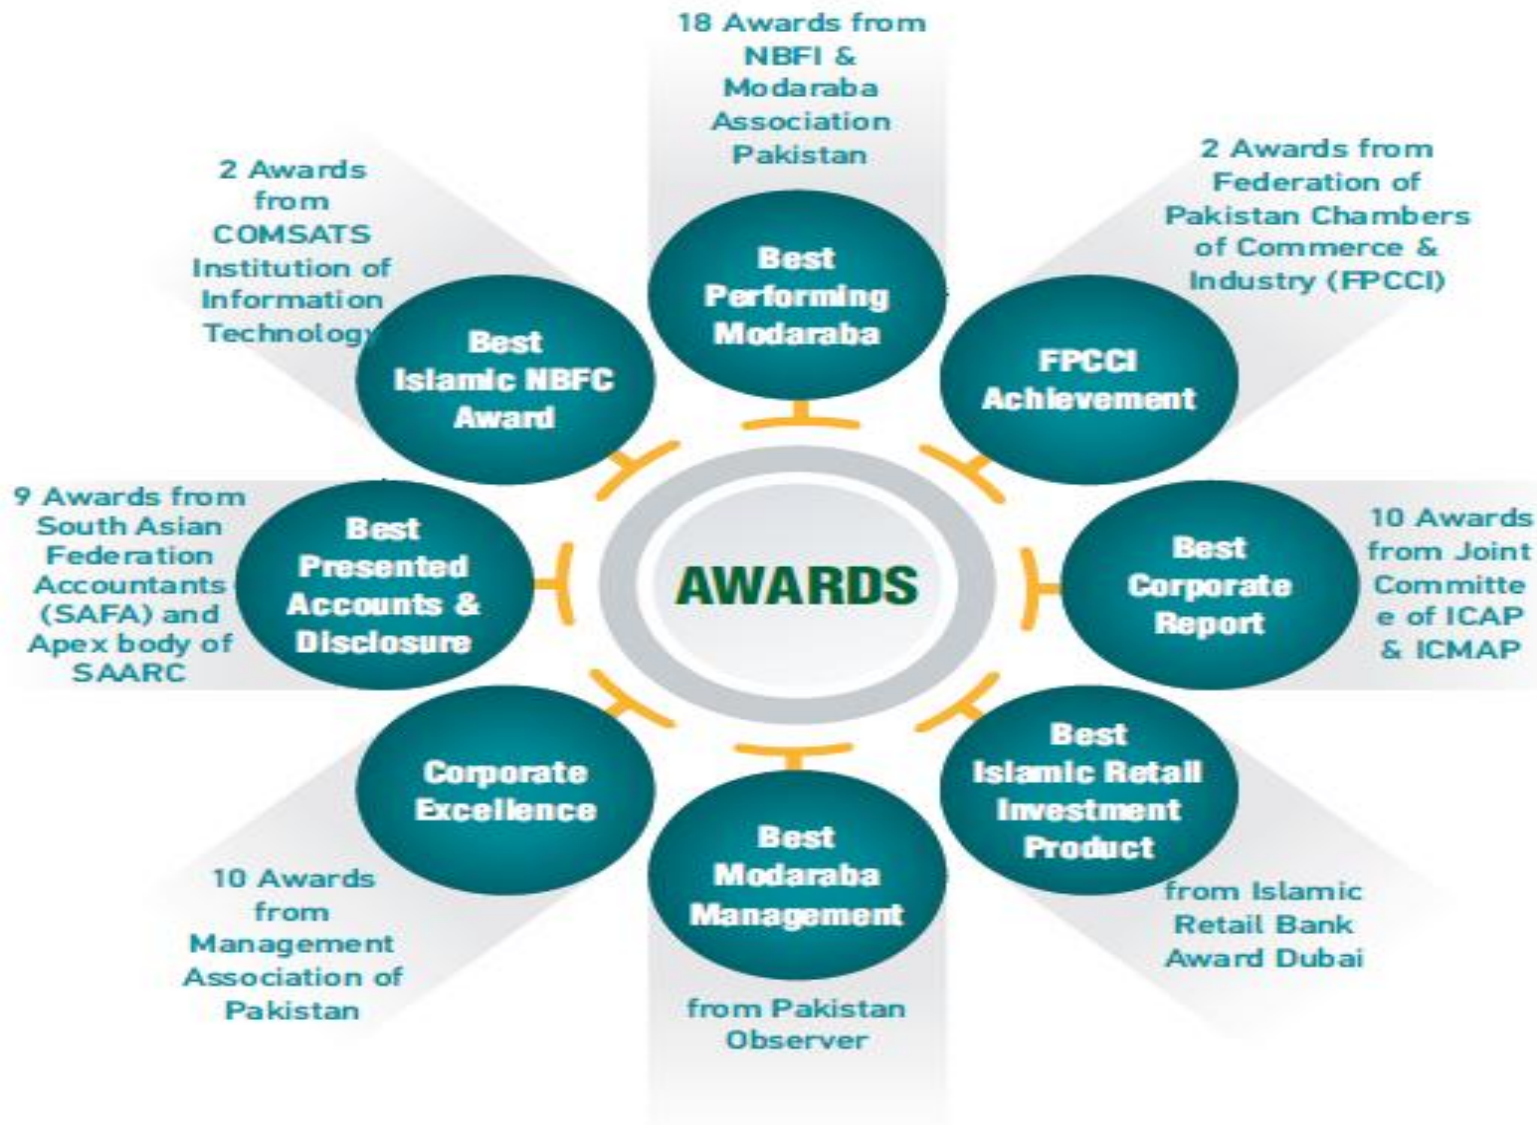 18 Awards from
NBFI &
Modaraba
Association
Pakistan
Best
Performing
Modaraba
2 Awards from
Federation of
Pakistan Chambers
of Commerce &
Industry (FPCCI)
FPCCI
Achievement
10 Awards
from Joint
Committe
e of ICAP
& ICMAP
Best
Corporate
Report
Best
Islamic Retail
Investment
Product
from Islamic
Retail Bank
Award Dubai
Best
Modaraba
Management
from Pakistan
Observer
Corporate
Excellence
10 Awards
from
Management
Association of
Pakistan
9 Awards from
South Asian
Federation
Accountants
(SAFA) and
Apex body of
SAARC
Best
Presented
Accounts &
Disclosure
2 Awards
from
COMSATS
Institution of
Information
Technology
Best
Islamic NBFC
Award
AWARDS